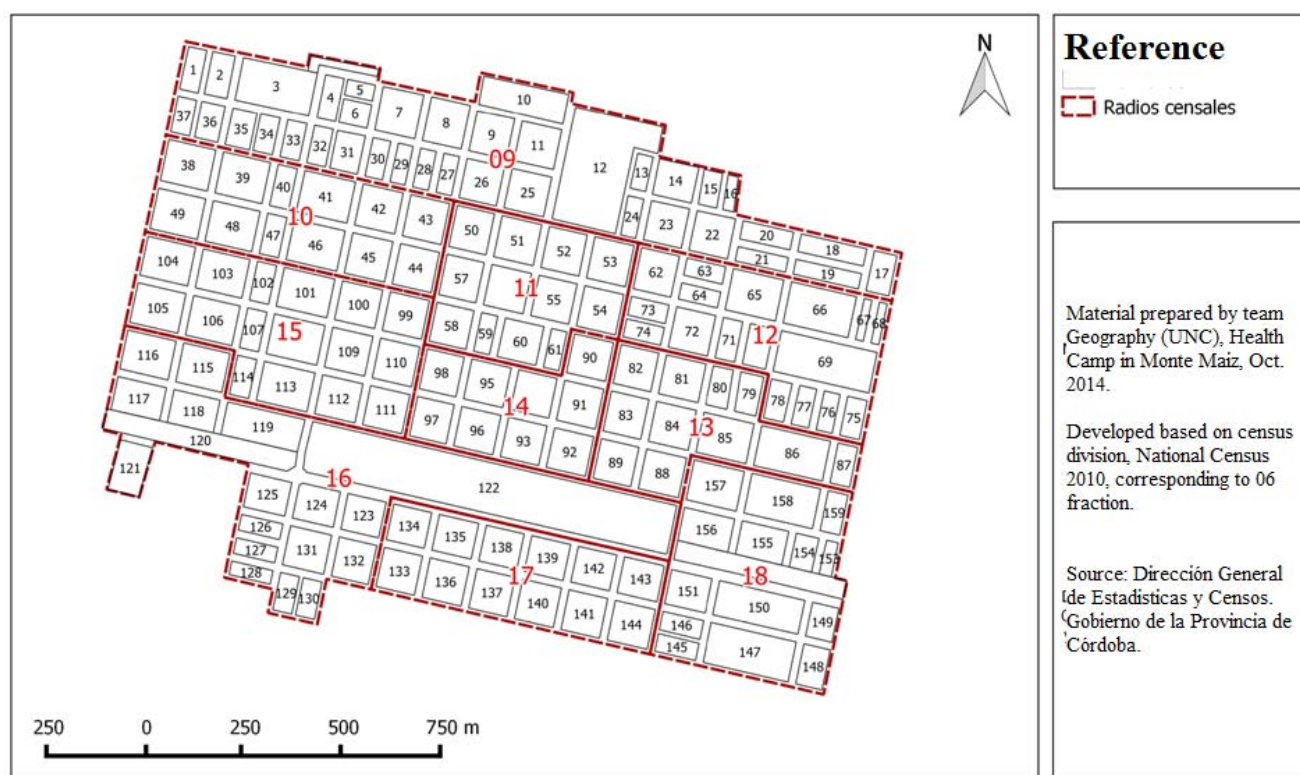 N
Reference
Radios censales
Material prepared by team
Geography (UNC), Health
Camp in Monte Maiz, Oct.
2014.
Developed based on census
division, National Census
2010, corresponding to 06
fraction.
Source: Dirección General
de Estadisticas y Censos.
Gobierno de la Provincia de
Córdoba.
1 2 3 4 5 6 7 8 9 10 11 12 13 14 15 16
37 36 35 34 33 32 31 30 29 28 27 26 25 24 23 22 20 21 18 19 17
09
38 39 40 41 42 43
10
49 48 47 46 45 44
50 51 52 53
11
57 55 54
58 59 60 61
62 63 64 65 66 67 68
73 74 72 71 69
12
78 77 76 75
104 103 102 101 100 99
15
105 106 107 109 110
114 113 112 111
98 95 90 91
14
97 96 93 92
82 81 80 79
83 84 85 86 87
13
89 88
116 115
117 118 119
120
121
16
122
125 124 123
126 127 131 132
128 129 130
134 135 138 139 142 143
17
133 136 137 140 141 144
157 158 159
156 155 154 153
18
151 150 149
146 145 147 148
250 0 250 500 750 m